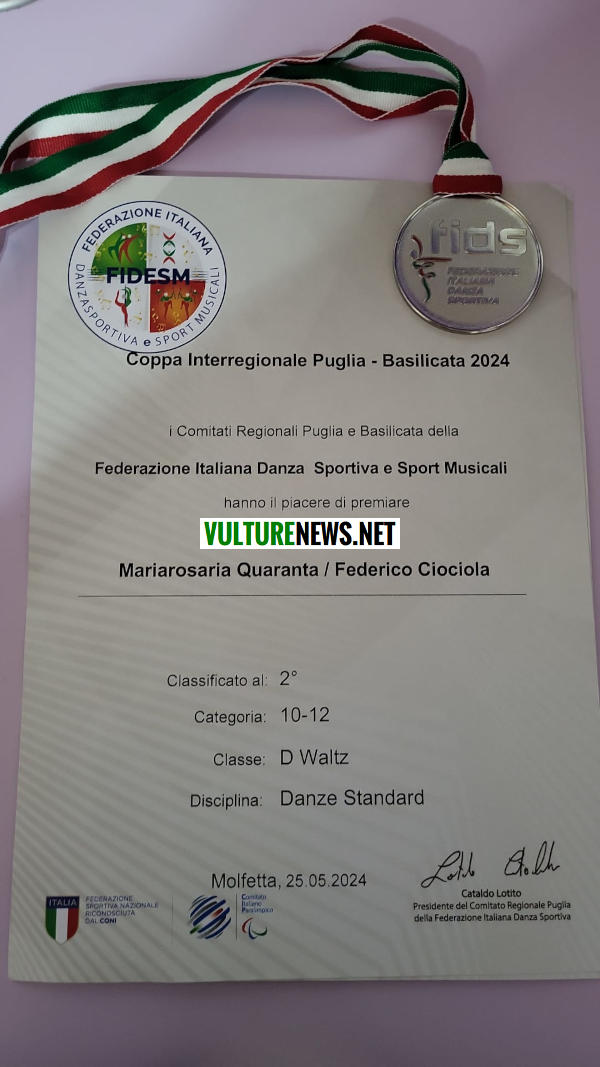 FEDERAZIONE ITALIANA
FIDESM
DANZASPORTIVA e SPORT MUSICALI
fids
FEDERAZIONE
ITALIANA
DANZA
SPORTIVA
Coppa Interregionale Puglia - Basilicata 2024
i Comitati Regionali Puglia e Basilicata della
Federazione Italiana Danza Sportiva e Sport Musicali
hanno il piacere di premiare
VULTURENEWS.NET
Mariarosaria Quaranta / Federico Ciociola
Classificato al: 2°
Categoria: 10-12
Classe: D Waltz
Disciplina: Danze Standard
Molfetta, 25.05.2024
Cataldo Lotito
Presidente del Comitato Regionale Puglia
della Federazione Italiana Danza Sportiva
ITALIA
FEDERAZIONE
SPORTIVA NAZIONALE
RICONOSCIUTA
DAL CONI
Comitato
Italiano
Paralimpico